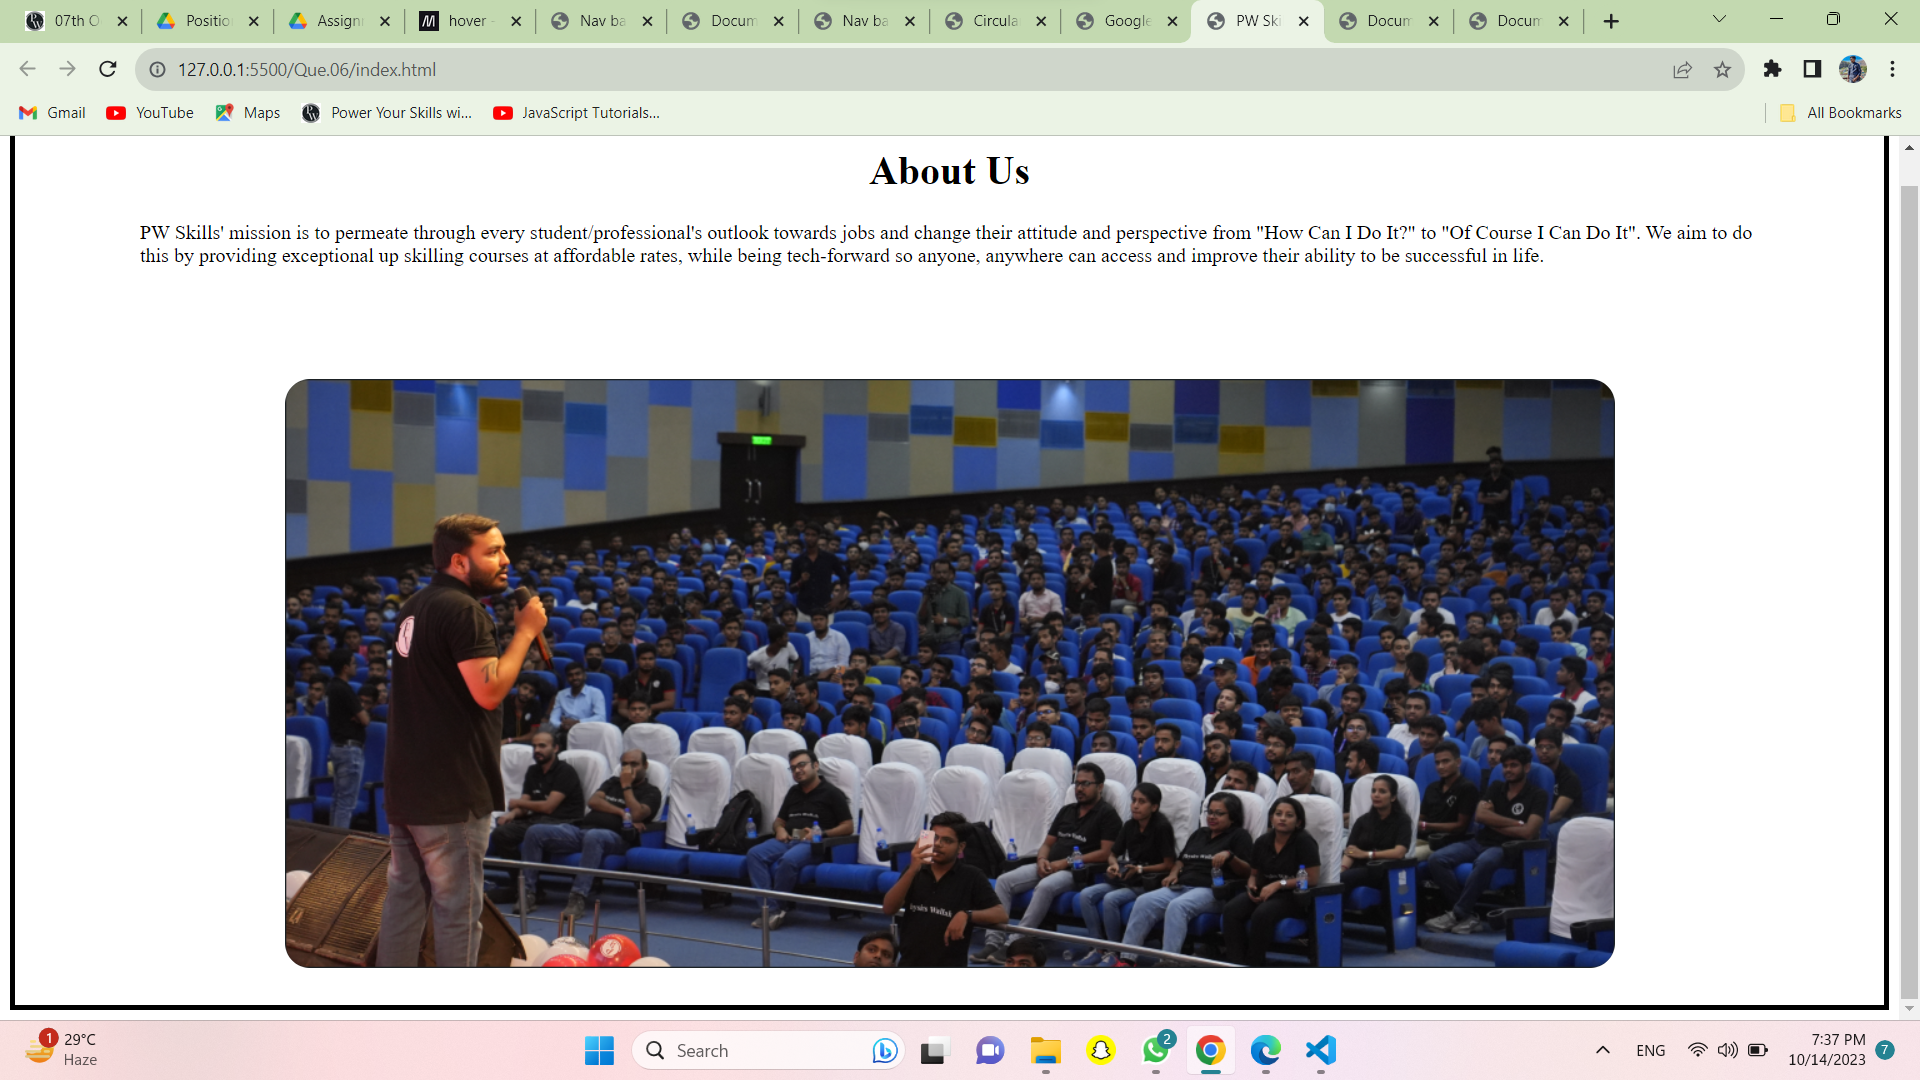 07th O
Positio
Assign
hover -
Nav ba
Docum
Nav ba
Circula
Google
PW Ski
Docum
Docum
127.0.0.1:5500/Que.06/index.html
Gmail
YouTube
Maps
Power Your Skills wi...
JavaScript Tutorials...
All Bookmarks
About Us
PW Skills' mission is to permeate through every student/professional's outlook towards jobs and change their attitude and perspective from "How Can I Do It?" to "Of Course I Can Do It". We aim to do
this by providing exceptional up skilling courses at affordable rates, while being tech-forward so anyone, anywhere can access and improve their ability to be successful in life.
1
29°C
Haze
Search
2
ENG
7:37 PM
10/14/2023
7